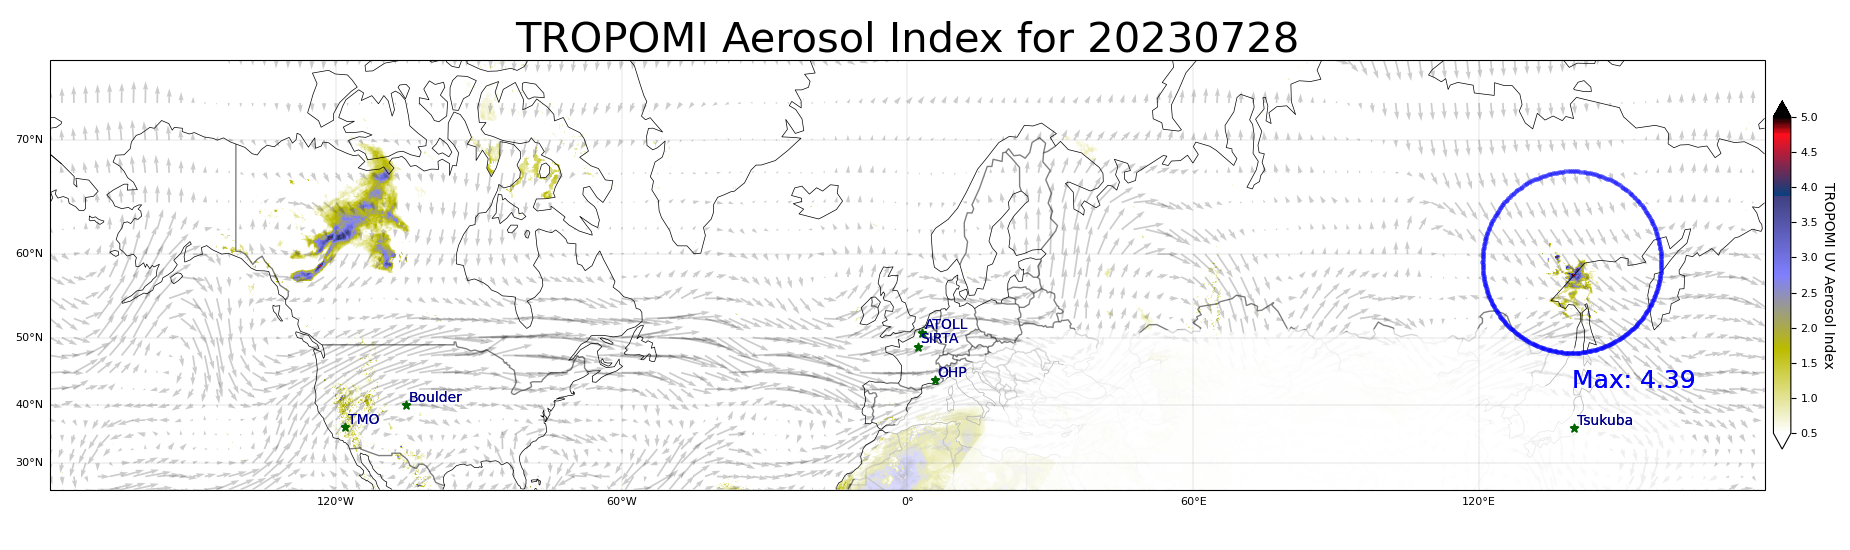 TROPOMI Aerosol Index for 20230728
70°N
60°N
50°N
40°N
30°N
120°W
60°W
0°
60°E
120°E
ATOLL
SIRTA
OHP
Boulder
TMO
Tsukuba
Max: 4.39
5.0
4.5
4.0
3.5
3.0
2.5
2.0
1.5
1.0
0.5
TROPOMI UV Aerosol Index